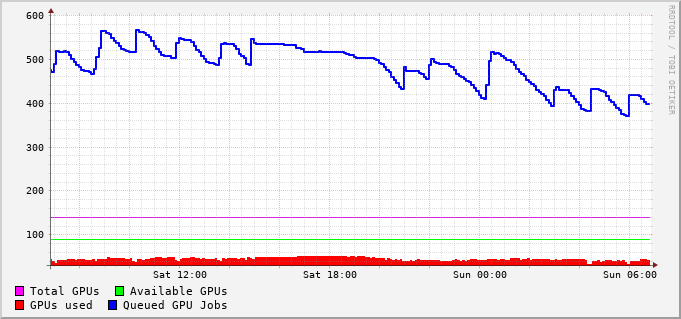 600
500
400
300
200
100
Sat 12:00 Sat 18:00 Sun 00:00 Sun 06:00
Total GPUs Available GPUs
GPUs used Queued GPU Jobs
RRDTOOL / TOBI OETIKER